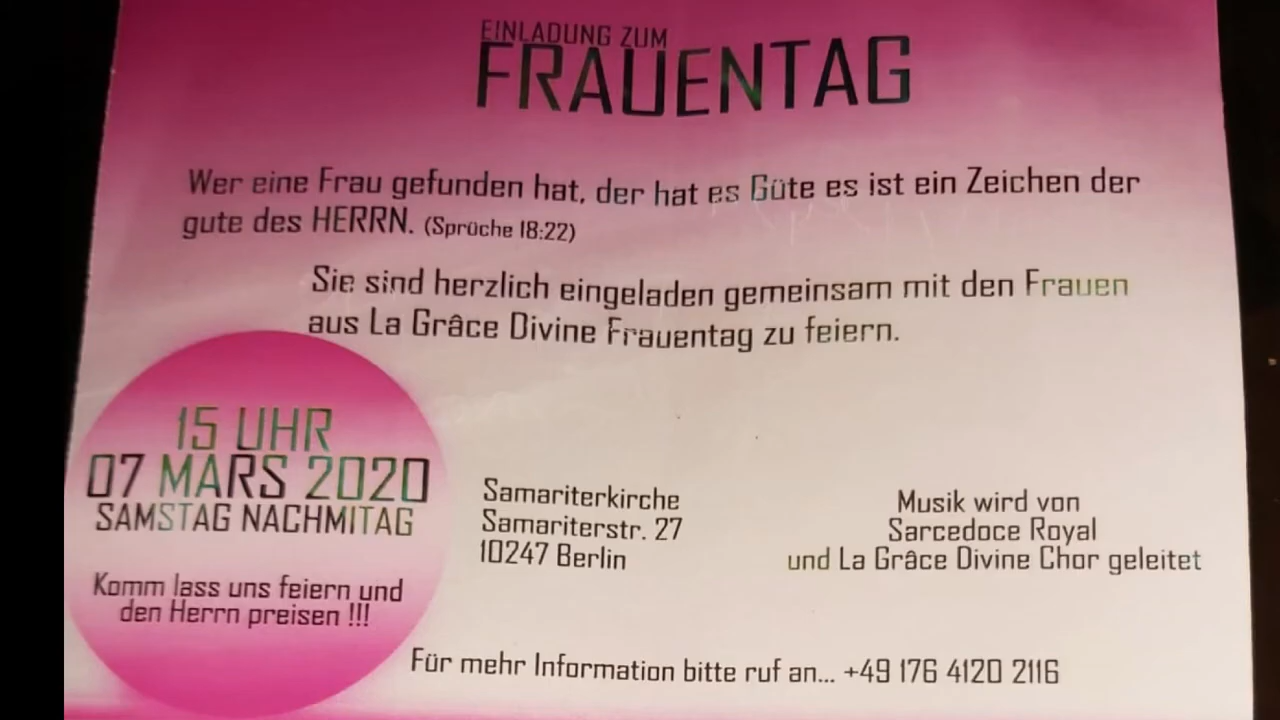 EINLADUNG ZUM
FRAUENTAG
Wer eine Frau gefunden hat, der hat es Güte es ist ein Zeichen der
gute des HERRN. (Sprüche 18:22)
Sie sind herzlich eingeladen gemeinsam mit den Frauen
aus La Grâce Divine Frauentag zu feiern.
15 UHR
07 MARS 2020
SAMSTAG NACHMITAG
Komm lass uns feiern und
den Herrn preisen !!!
Samariterkirche
Samariterstr. 27
10247 Berlin
Musik wird von
Sarcedoce Royal
und La Grâce Divine Chor geleitet
Für mehr Information bitte ruf an... +49 176 4120 2116